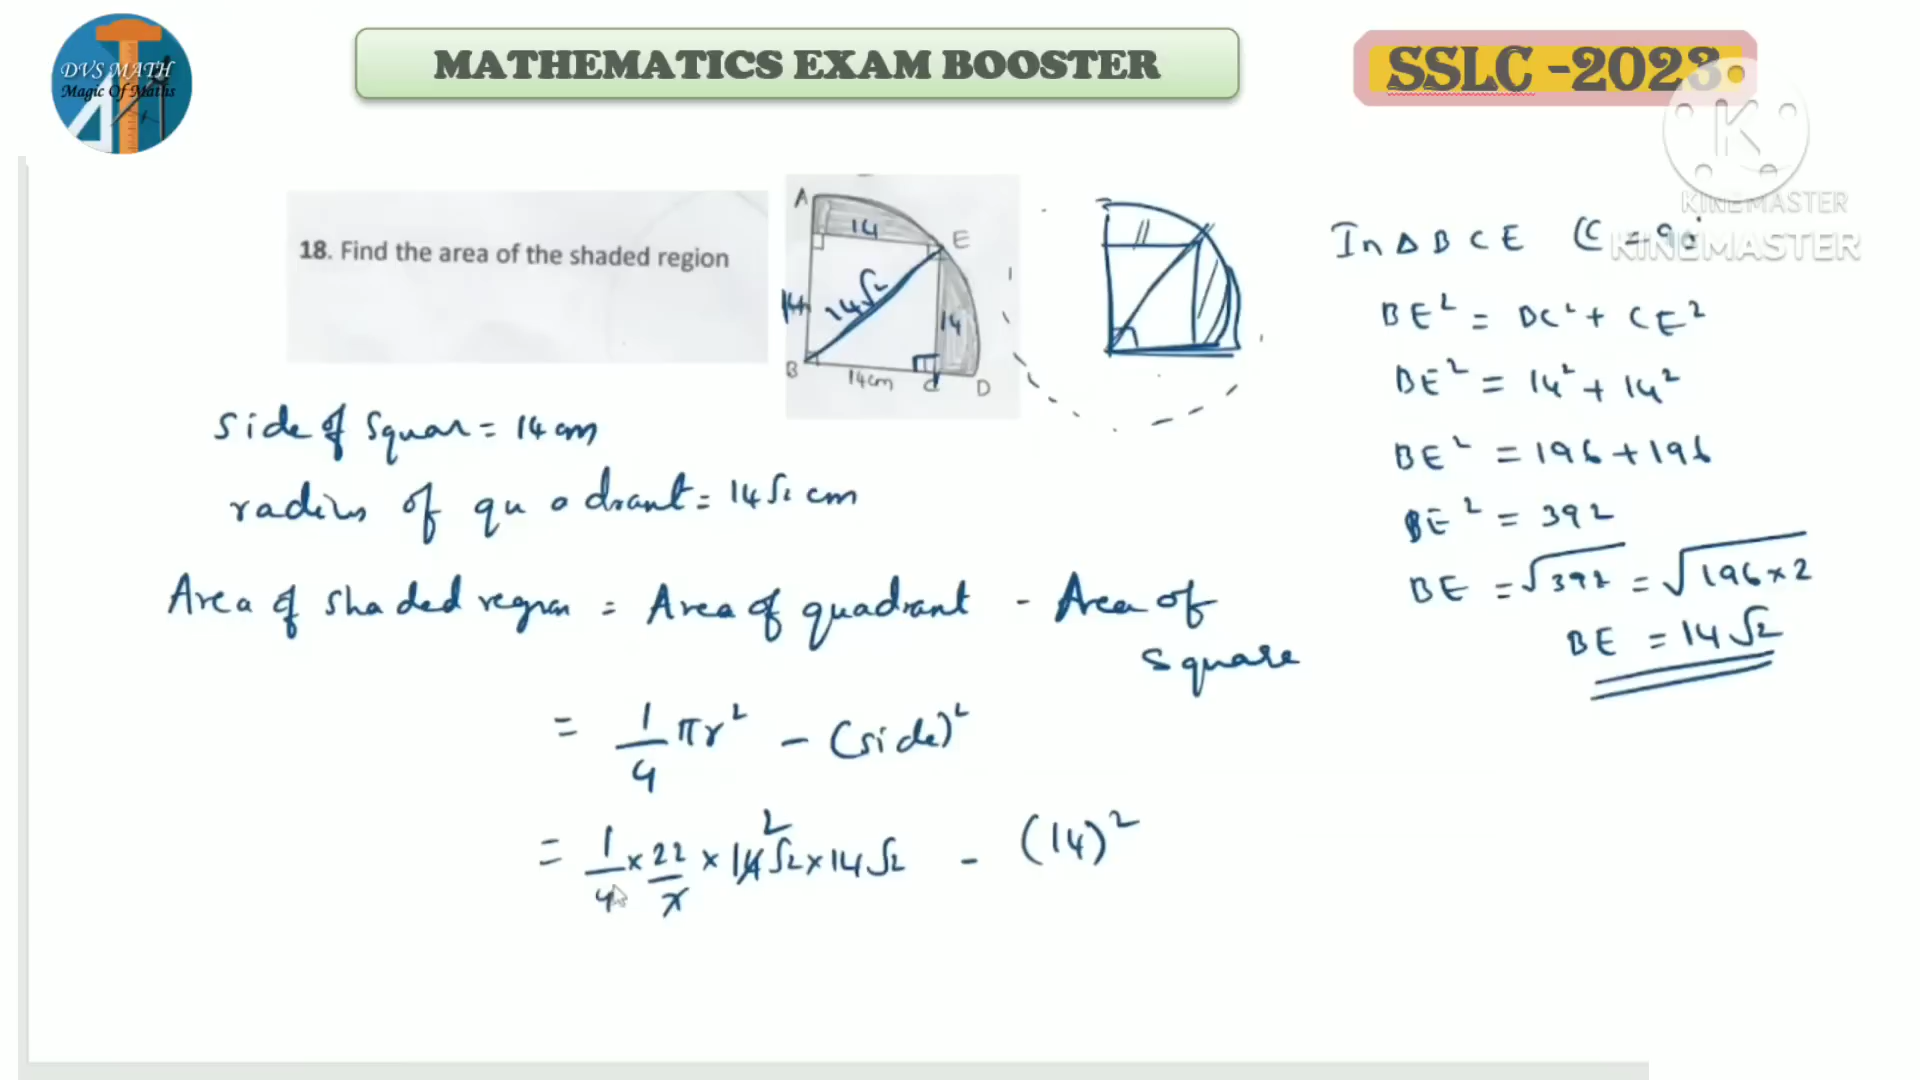 DVS MATH
Magic Of Maths
MATHEMATICS EXAM BOOSTER
SSLC -2023
K
KINEMASTER
KINEMASTER
18. Find the area of the shaded region
A
14
E
14
14√2
14
B
14cm
d
D
In Δ B C E
BE² = DC² + CE²
BE² = 14² + 14²
BE² = 196 + 196
BE² = 392
BE = √392 = √196×2
BE = 14√2
Side of Squar = 14 cm
radius of quadrant = 14√2 cm
Area of shaded region = Area of quadrant - Area of
Square
= 1/4 πr² - (side)²
2
= 1/4 × 22/7 × 14√2 × 14√2 - (14)²